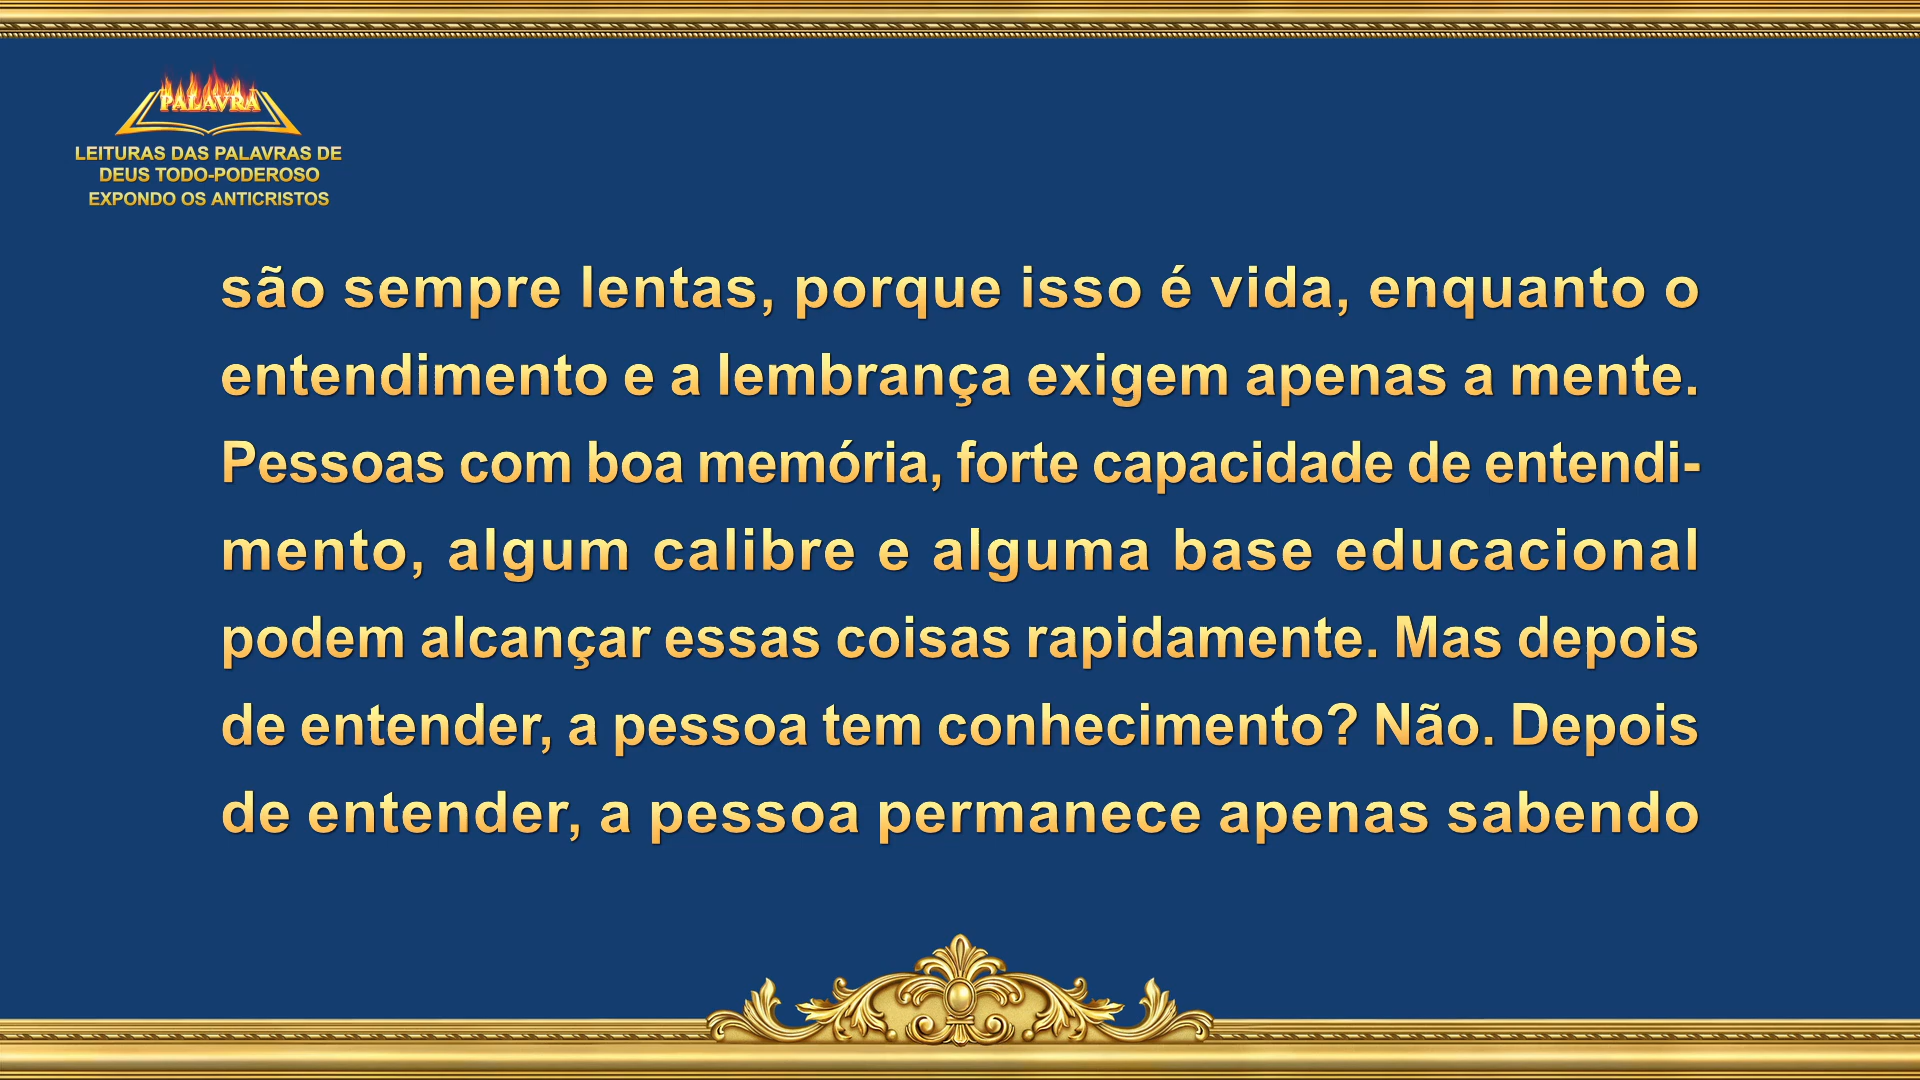 PALAVRA
LEITURAS DAS PALAVRAS DE
DEUS TODO-PODEROSO
EXPONDO OS ANTICRISTOS
são sempre lentas, porque isso é vida, enquanto o
entendimento e a lembrança exigem apenas a mente.
Pessoas com boa memória, forte capacidade de entendi-
mento, algum calibre e alguma base educacional
podem alcançar essas coisas rapidamente. Mas depois
de entender, a pessoa tem conhecimento? Não. Depois
de entender, a pessoa permanece apenas sabendo